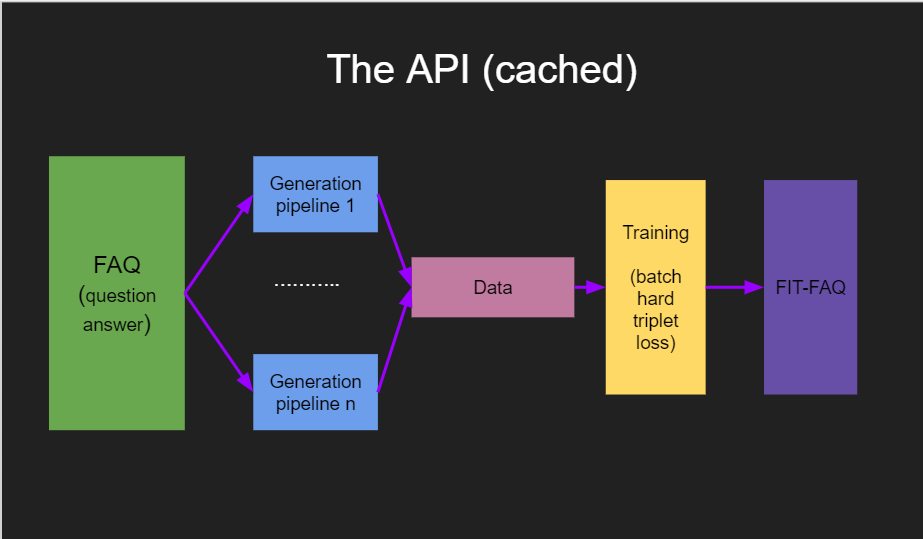 The API (cached)
FAQ
(question
answer)
Generation
pipeline 1
...........
Generation
pipeline n
Data
Training
(batch
hard
triplet
loss)
FIT-FAQ